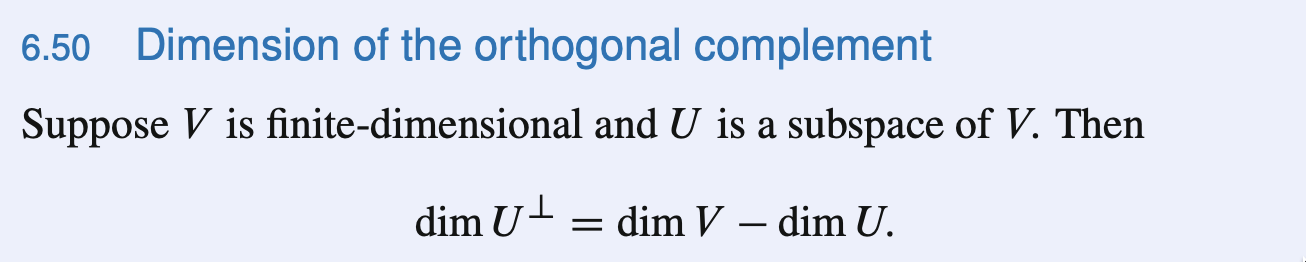 6.50 Dimension of the orthogonal complement
Suppose V is finite-dimensional and U is a subspace of V. Then
dim U⊥ = dim V − dim U.